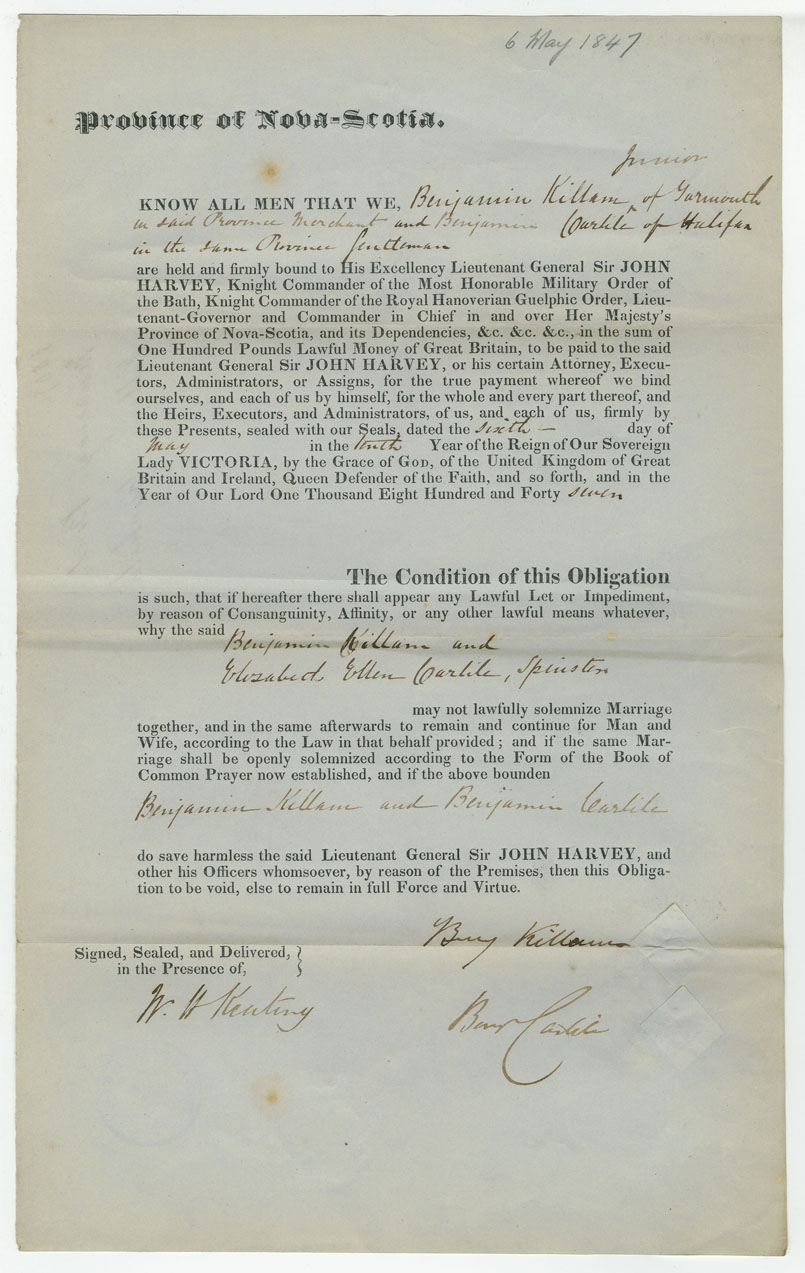 6 May 1847
Province of Nova-Scotia.
Junior
KNOW ALL MEN THAT WE, Benjamin Killam ‸ of Yarmouth
in said Province Merchant and Benjamin Carlile of Halifax
in the same Province Gentleman
are held and firmly bound to His Excellency Lieutenant General Sir JOHN
HARVEY, Knight Commander of the Most Honorable Military Order of
the Bath, Knight Commander of the Royal Hanoverian Guelphic Order, Lieu-
tenant-Governor and Commander in Chief in and over Her Majesty's
Province of Nova-Scotia, and its Dependencies, &c. &c. &c., in the sum of
One Hundred Pounds Lawful Money of Great Britain, to be paid to the said
Lieutenant General Sir JOHN HARVEY, or his certain Attorney, Execu-
tors, Administrators, or Assigns, for the true payment whereof we bind
ourselves, and each of us by himself, for the whole and every part thereof, and
the Heirs, Executors, and Administrators, of us, and each of us, firmly by
these Presents, sealed with our Seals, dated the sixth — day of
May in the tenth Year of the Reign of Our Sovereign
Lady VICTORIA, by the Grace of GOD, of the United Kingdom of Great
Britain and Ireland, Queen Defender of the Faith, and so forth, and in the
Year of Our Lord One Thousand Eight Hundred and Forty seven
The Condition of this Obligation
is such, that if hereafter there shall appear any Lawful Let or Impediment,
by reason of Consanguinity, Affinity, or any other lawful means whatever,
why the said Benjamin Killam and
Elizabeth Ellen Carlile, Spinster
may not lawfully solemnize Marriage
together, and in the same afterwards to remain and continue for Man and
Wife, according to the Law in that behalf provided ; and if the same Mar-
riage shall be openly solemnized according to the Form of the Book of
Common Prayer now established, and if the above bounden
Benjamin Killam and Benjamin Carlile
do save harmless the said Lieutenant General Sir JOHN HARVEY, and
other his Officers whomsoever, by reason of the Premises, then this Obliga-
tion to be void, else to remain in full Force and Virtue.
Benj Killam
Signed, Sealed, and Delivered, }
in the Presence of,
W. H Keating
Benj Carlile